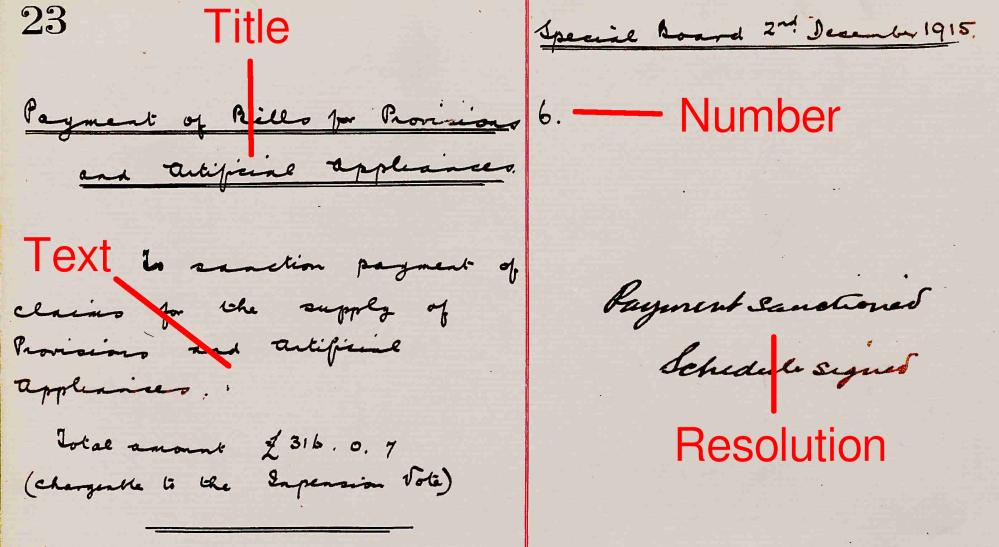 23
Title
Payment of Bills for Provisions
and Artificial Appliances.
Text
To sanction payment of
claims for the supply of
Provisions and Artificial
Appliances.
Total amount £316. 0. 7
(chargeable to the Inpension Vote)
Special Board 2nd December 1915.
6.
Number
Payment sanctioned
Schedule signed
Resolution